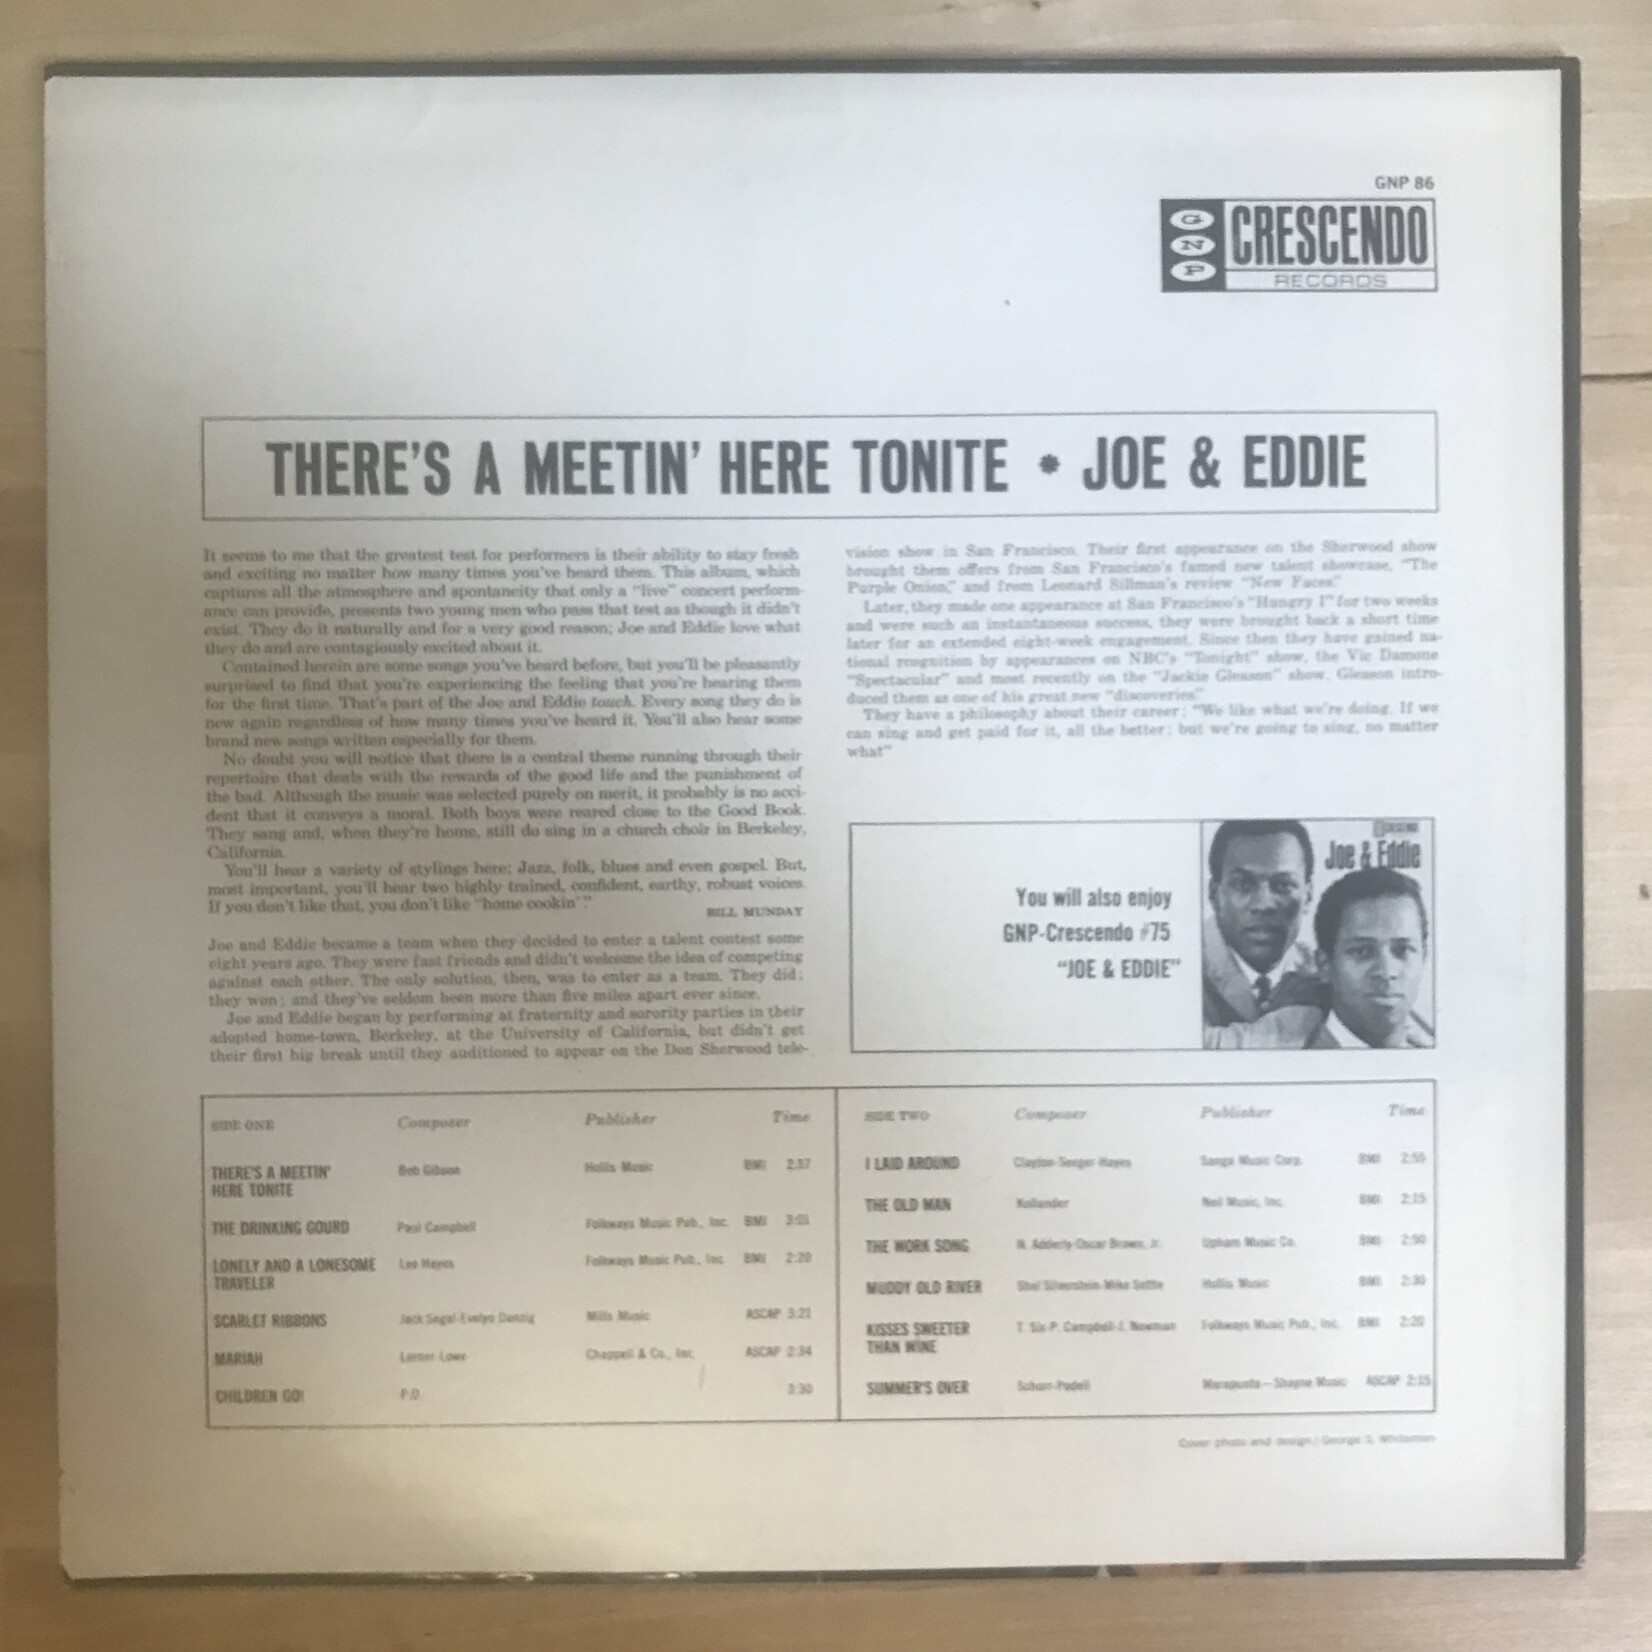 GNP 86
GNP CRESCENDO
RECORDS
THERE'S A MEETIN' HERE TONITE * JOE & EDDIE
It seems to me that the greatest test for performers is their ability to stay fresh
and exciting no matter how many times you've heard them. This album, which
captures all the atmosphere and spontaneity that only a "live" concert perform-
ance can provide, presents two young men who pass that test as though it didn't
exist. They do it naturally and for a very good reason; Joe and Eddie love what
they do and are contagiously excited about it.
Contained herein are some songs you've heard before, but you'll be pleasantly
surprised to find that you're experiencing the feeling that you're hearing them
for the first time. That's part of the Joe and Eddie touch. Every song they do is
new again regardless of how many times you've heard it. You'll also hear some
brand new songs written especially for them.
No doubt you will notice that there is a central theme running through their
repertoire that deals with the rewards of the good life and the punishment of
the bad. Although the music was selected purely on merit, it probably is no acci-
dent that it conveys a moral. Both boys were reared close to the Good Book.
They sang and, when they're home, still do sing in a church choir in Berkeley,
California.
You'll hear a variety of stylings here; Jazz, folk, blues and even gospel. But,
most important, you'll hear two highly trained, confident, earthy, robust voices.
If you don't like that, you don't like "home cookin'."
BILL MUNDAY
Joe and Eddie became a team when they decided to enter a talent contest some
eight years ago. They were fast friends and didn't welcome the idea of competing
against each other. The only solution, then, was to enter as a team. They did;
they won; and they've seldom been more than five miles apart ever since.
Joe and Eddie began by performing at fraternity and sorority parties in their
adopted home-town, Berkeley, at the University of California, but didn't get
their first big break until they auditioned to appear on the Don Sherwood tele-
vision show in San Francisco. Their first appearance on the Sherwood show
brought them offers from San Francisco's famed new talent showcase, "The
Purple Onion," and from Leonard Sillman's review "New Faces."
Later, they made one appearance at San Francisco's "Hungry I" for two weeks
and were such an instantaneous success, they were brought back a short time
later for an extended eight-week engagement. Since then they have gained na-
tional rcognition by appearances on NBC's "Tonight" show, the Vic Damone
"Spectacular" and most recently on the "Jackie Gleason" show. Gleason intro-
duced them as one of his great new "discoveries."
They have a philosophy about their career; "We like what we're doing. If we
can sing and get paid for it, all the better; but we're going to sing, no matter
what"
You will also enjoy
GNP-Crescendo #75
"JOE & EDDIE"
Joe & Eddie
SIDE ONE Composer Publisher Time
THERE'S A MEETIN' Bob Gibson Hollis Music BMI 2:37
HERE TONITE
THE DRINKING GOURD Paul Campbell Folkways Music Pub., Inc. BMI 3:01
LONELY AND A LONESOME Lee Hayes Folkways Music Pub., Inc. BMI 2:20
TRAVELER
SCARLET RIBBONS Jack Segal-Evelyn Danzig Mills Music ASCAP 3:21
MARIAH Lerner-Lowe Chappell & Co., Inc. ASCAP 2:34
CHILDREN GO! P.D. 3:30
SIDE TWO Composer Publisher Time
I LAID AROUND Clayton-Seeger-Hayes Sanga Music Corp. BMI 2:55
THE OLD MAN Kollander Neil Music, Inc. BMI 2:15
THE WORK SONG N. Adderly-Oscar Brown, Jr. Upham Music Co. BMI 2:50
MUDDY OLD RIVER Shel Silverstein-Mike Settle Hollis Music BMI 2:30
KISSES SWEETER T. Six-P. Campbell-J. Newman Folkways Music Pub., Inc. BMI 2:20
THAN WINE
SUMMER'S OVER Music ASCAP 2:15
Cover photo and design / George S. Whiteman